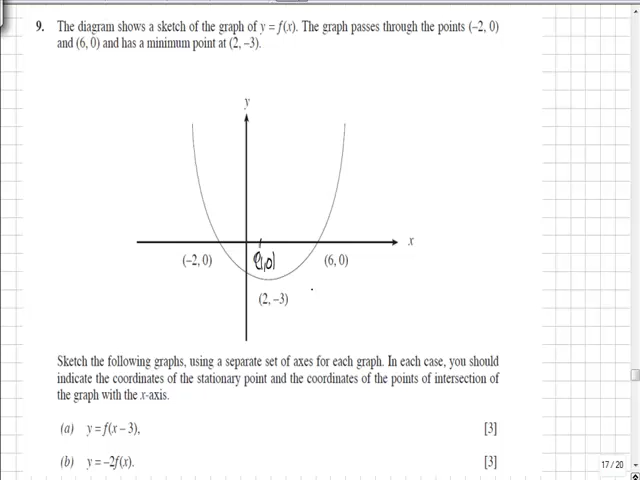 9. The diagram shows a sketch of the graph of y = f(x). The graph passes through the points (–2, 0)
and (6, 0) and has a minimum point at (2, –3).
y
x
(–2, 0)
(6, 0)
(2, –3)
Sketch the following graphs, using a separate set of axes for each graph. In each case, you should
indicate the coordinates of the stationary point and the coordinates of the points of intersection of
the graph with the x-axis.
(a) y = f(x – 3), [3]
(b) y = –2f(x). [3]
17 / 20